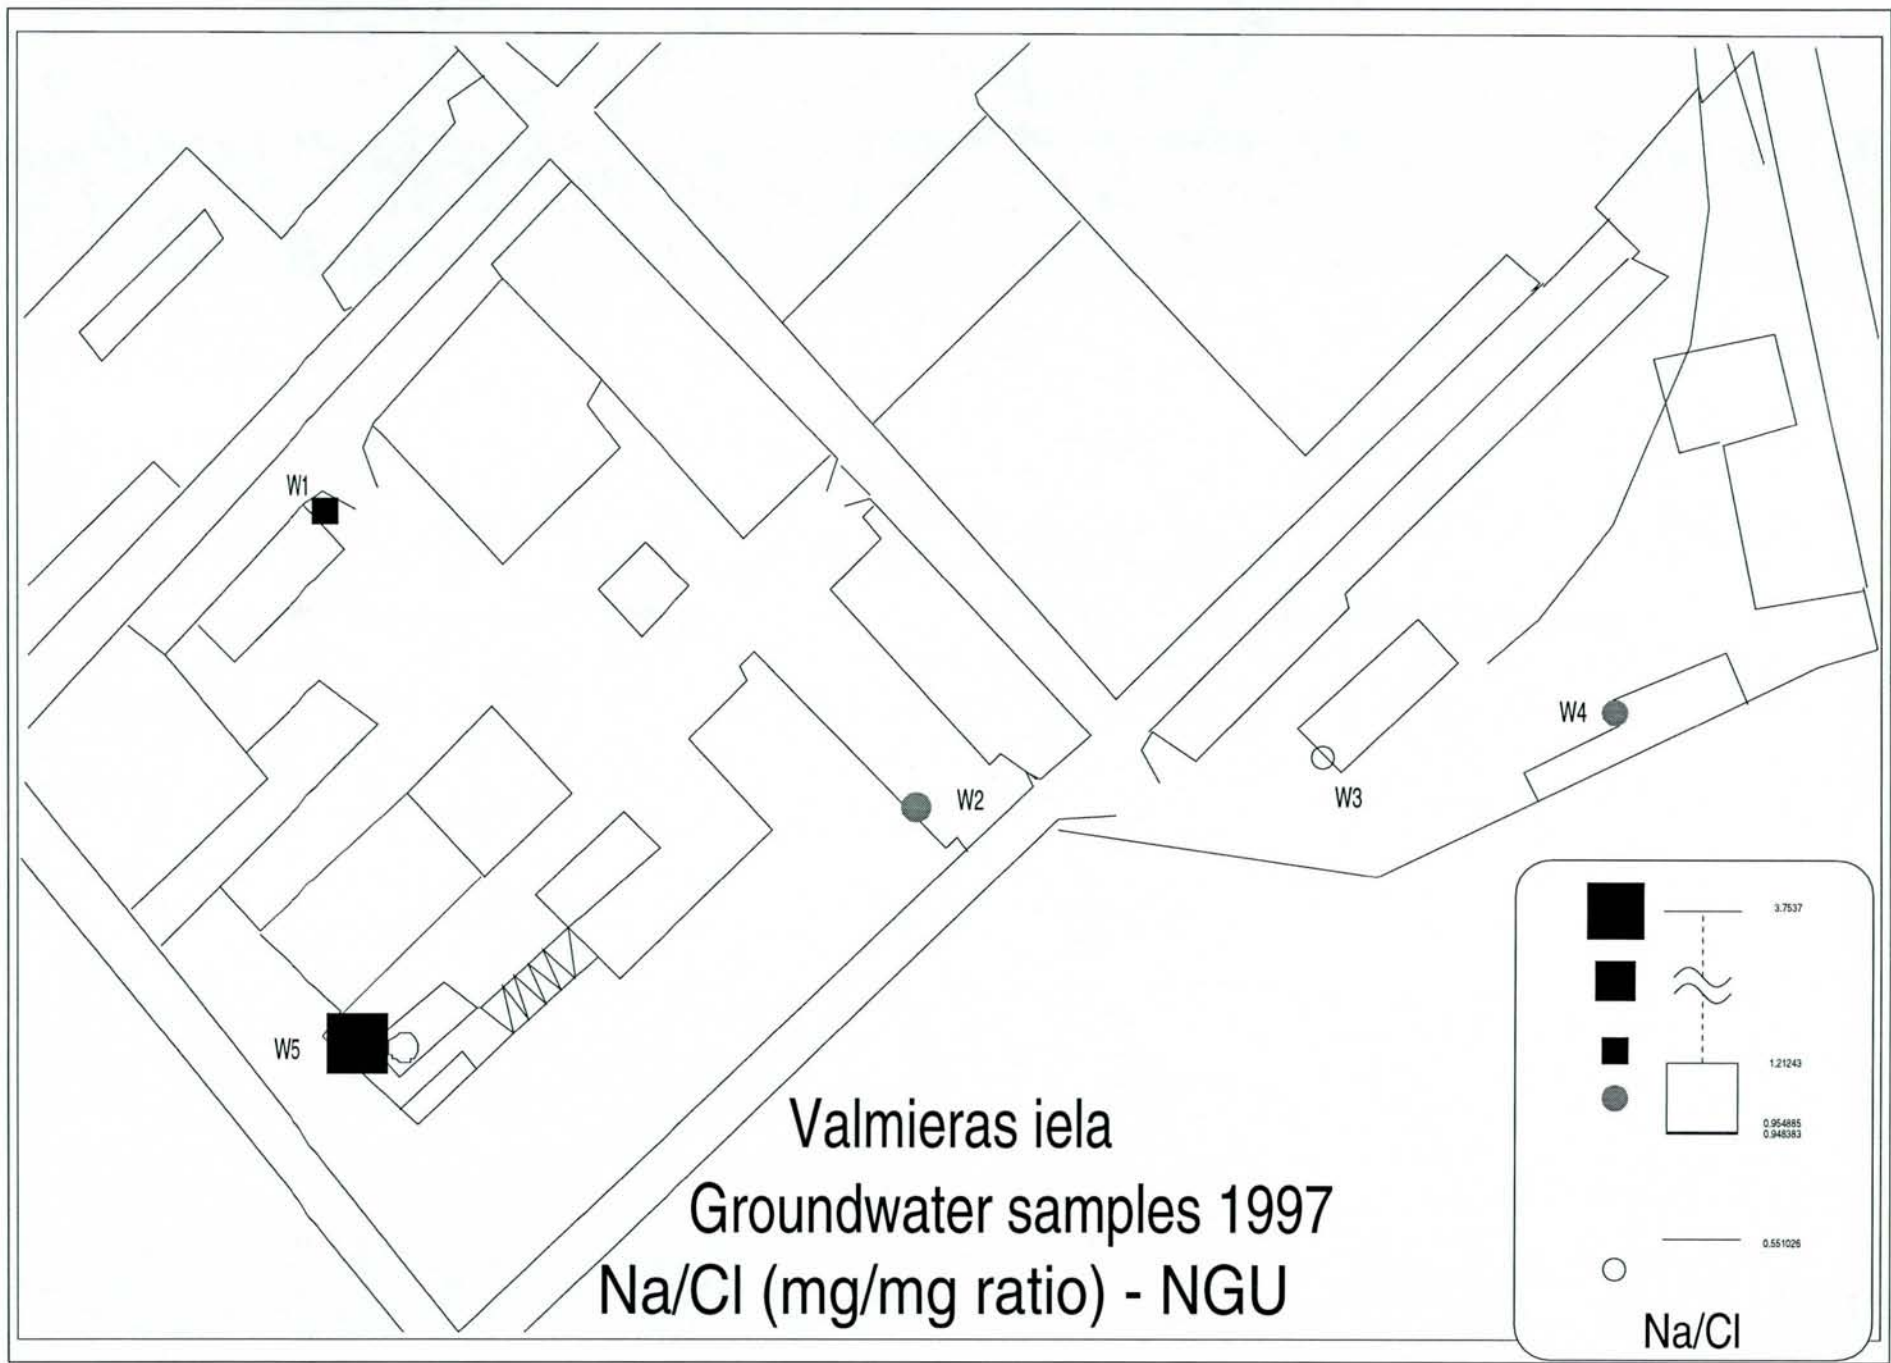 W1
W4
W2
W3
W5
3.7537
1.21243
0.954885
0.948383
0.551026
Na/Cl
Valmieras iela
Groundwater samples 1997
Na/Cl (mg/mg ratio) - NGU